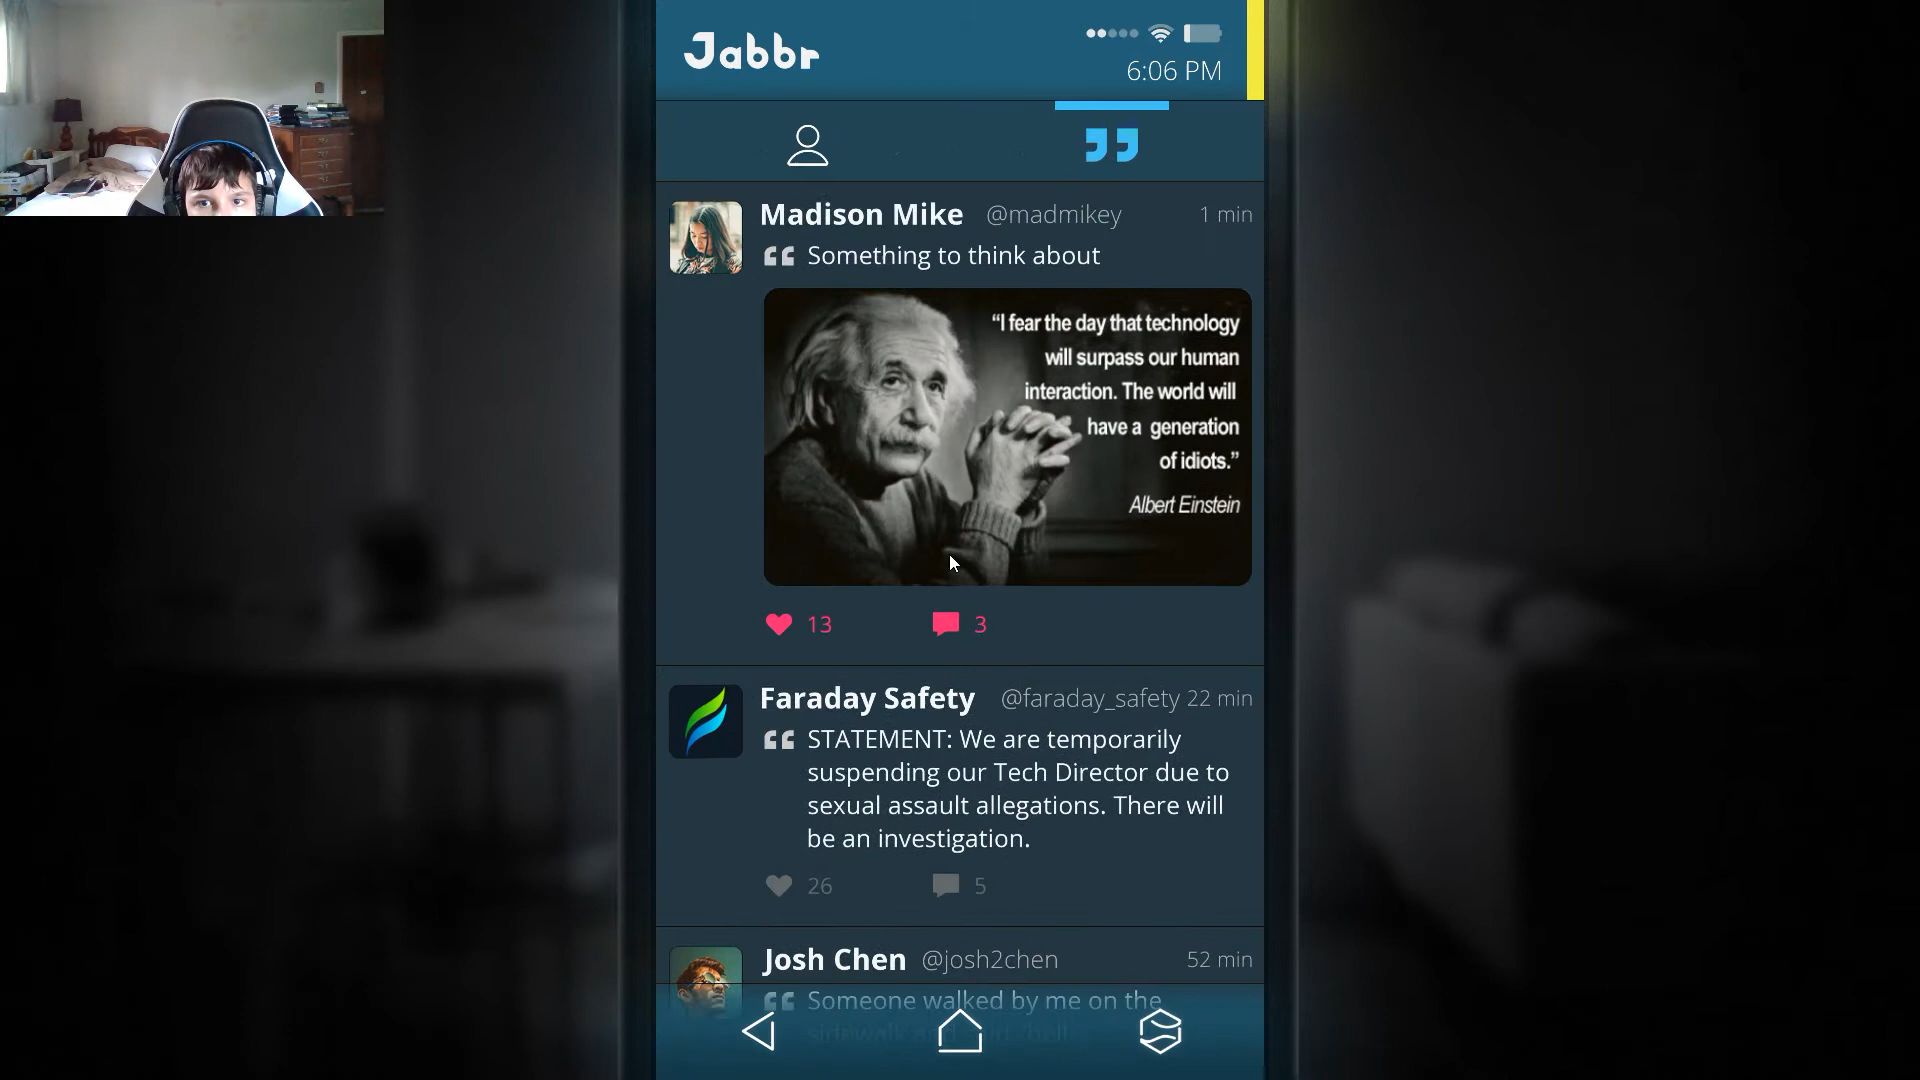 Jabbr
6:06 PM
Madison Mike @madmikey 1 min
Something to think about
“I fear the day that technology
will surpass our human
interaction. The world will
have a generation
of idiots.”
Albert Einstein
13 3
Faraday Safety @faraday_safety 22 min
STATEMENT: We are temporarily
suspending our Tech Director due to
sexual assault allegations. There will
be an investigation.
26 5
Josh Chen @josh2chen 52 min
Someone walked by me on the
sidewalk and